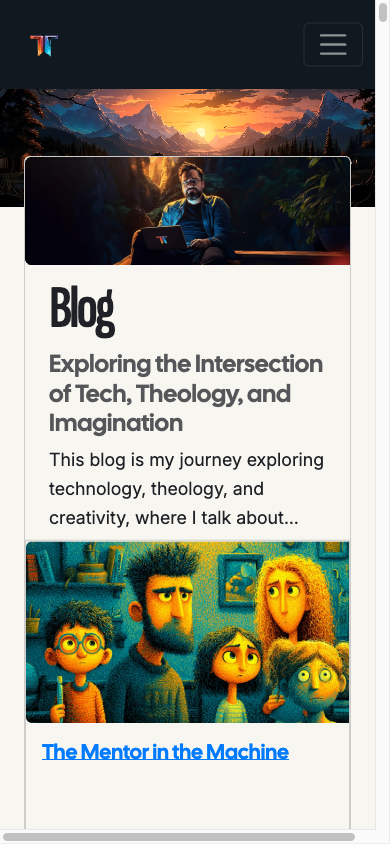 Blog
Exploring the Intersection
of Tech, Theology, and
Imagination
This blog is my journey exploring
technology, theology, and
creativity, where I talk about...
The Mentor in the Machine